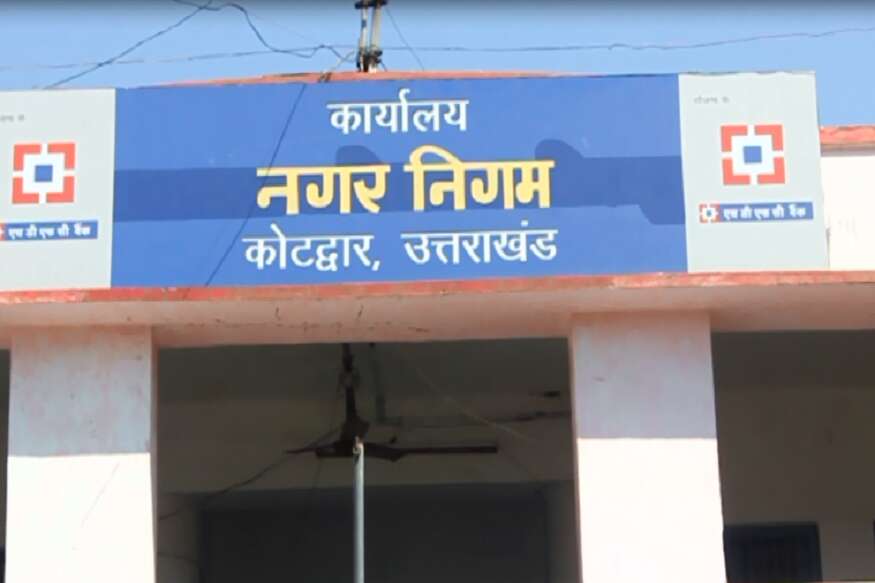 कार्यालय
नगर निगम
कोटद्वार, उत्तराखंड
एच डी एफ सी बैंक
एच डी एफ सी बैंक